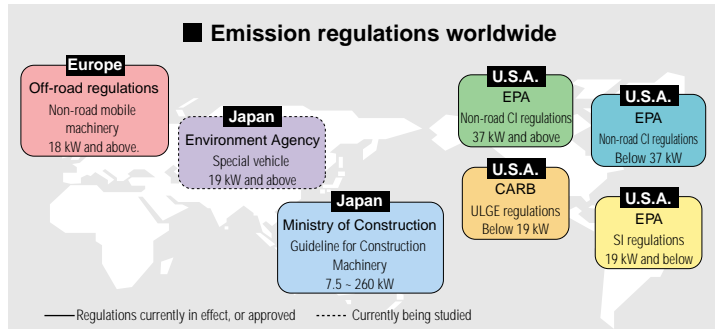 ■ Emission regulations worldwide
Europe
Off-road regulations
Non-road mobile
machinery
18 kW and above.
Japan
Environment Agency
Special vehicle
19 kW and above
Japan
Ministry of Construction
Guideline for Construction
Machinery
7.5 ~ 260 kW
U.S.A.
EPA
Non-road CI regulations
37 kW and above
U.S.A.
EPA
Non-road CI regulations
Below 37 kW
U.S.A.
CARB
ULGE regulations
Below 19 kW
U.S.A.
EPA
SI regulations
19 kW and below
Regulations currently in effect, or approved
Currently being studied